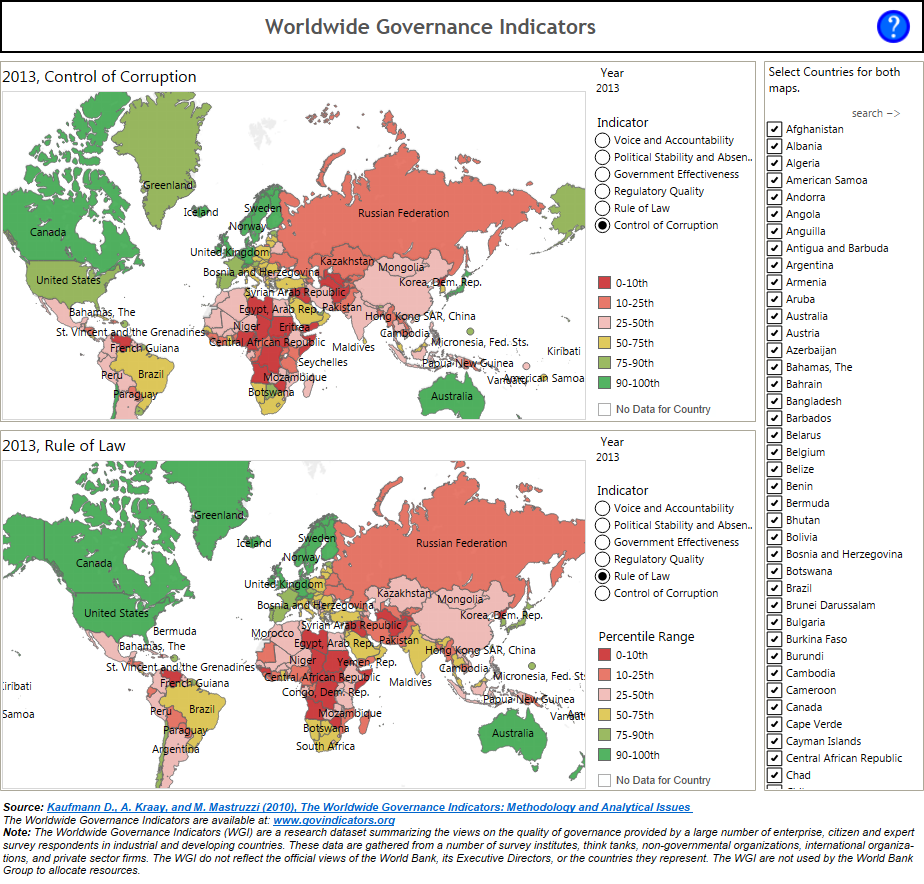 Worldwide Governance Indicators
?
2013, Control of Corruption
Year
2013
Indicator
Voice and Accountability
Political Stability and Absen..
Government Effectiveness
Regulatory Quality
Rule of Law
Control of Corruption
0-10th
10-25th
25-50th
50-75th
75-90th
90-100th
No Data for Country
Greenland
Iceland
Sweden
Norway
Russian Federation
Canada
United Kingdom
Kazakhstan
Mongolia
United States
Bosnia and Herzegovina
Korea, Dem. Rep.
Syrian Arab Republic
Bahamas, The
Egypt, Arab Rep.
Pakistan
Hong Kong SAR, China
St. Vincent and the Grenadines
Niger
Eritrea
Cambodia
French Guiana
Central African Republic
Maldives
Micronesia, Fed. Sts.
Kiribati
Seychelles
Papua New Guinea
Peru
Brazil
Mozambique
American Samoa
Paraguay
Botswana
Australia
2013, Rule of Law
Year
2013
Indicator
Voice and Accountability
Political Stability and Absen..
Government Effectiveness
Regulatory Quality
Rule of Law
Control of Corruption
Percentile Range
0-10th
10-25th
25-50th
50-75th
75-90th
90-100th
No Data for Country
Greenland
Iceland
Sweden
Norway
Russian Federation
Canada
United Kingdom
Kazakhstan
Mongolia
United States
Bosnia and Herzegovina
Korea, Dem. Rep.
Bermuda
Syrian Arab Republic
Morocco
Bahamas, The
Egypt, Arab Rep.
Pakistan
Hong Kong SAR, China
St. Vincent and the Grenadines
Niger
Yemen, Rep.
Cambodia
French Guiana
Central African Republic
Maldives
Micronesia, Fed. Sts
Kiribati
Congo, Dem. Rep.
Papua New Guinea
Samoa
Peru
Brazil
Mozambique
Paraguay
Botswana
Australia
Argentina
South Africa
Select Countries for both
maps.
search -->
Afghanistan
Albania
Algeria
American Samoa
Andorra
Angola
Anguilla
Antigua and Barbuda
Argentina
Armenia
Aruba
Australia
Austria
Azerbaijan
Bahamas, The
Bahrain
Bangladesh
Barbados
Belarus
Belgium
Belize
Benin
Bermuda
Bhutan
Bolivia
Bosnia and Herzegovina
Botswana
Brazil
Brunei Darussalam
Bulgaria
Burkina Faso
Burundi
Cambodia
Cameroon
Canada
Cape Verde
Cayman Islands
Central African Republic
Chad
Source: Kaufmann D., A. Kraay, and M. Mastruzzi (2010), The Worldwide Governance Indicators: Methodology and Analytical Issues
The Worldwide Governance Indicators are available at: www.govindicators.org
Note: The Worldwide Governance Indicators (WGI) are a research dataset summarizing the views on the quality of governance provided by a large number of enterprise, citizen and expert
survey respondents in industrial and developing countries. These data are gathered from a number of survey institutes, think tanks, non-governmental organizations, international organiza-
tions, and private sector firms. The WGI do not reflect the official views of the World Bank, its Executive Directors, or the countries they represent. The WGI are not used by the World Bank
Group to allocate resources.